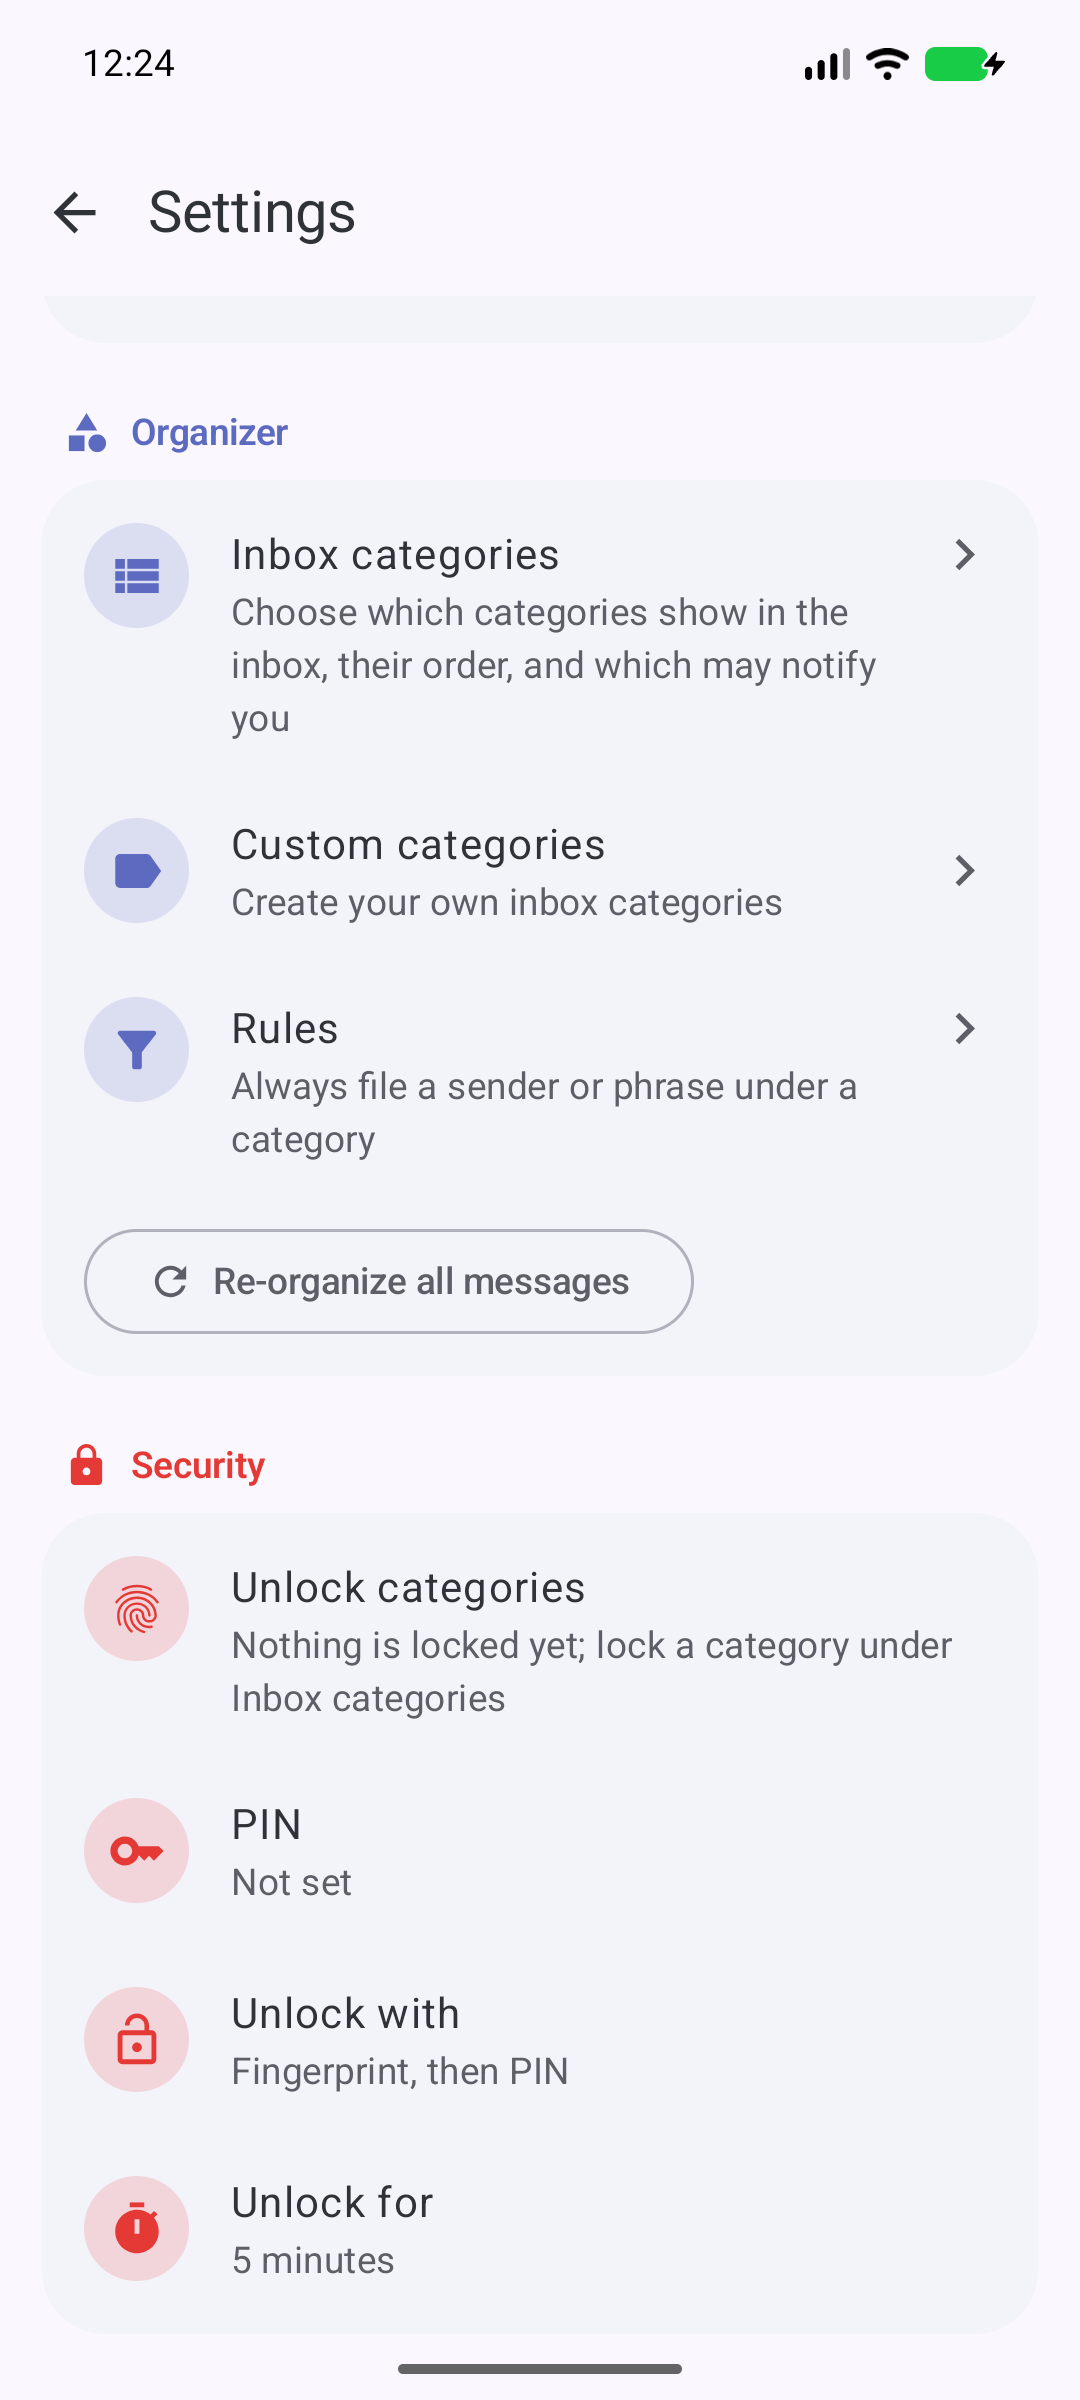 12:24
Settings
Organizer
Inbox categories
Choose which categories show in the
inbox, their order, and which may notify
you
Custom categories
Create your own inbox categories
Rules
Always file a sender or phrase under a
category
Re-organize all messages
Security
Unlock categories
Nothing is locked yet; lock a category under
Inbox categories
PIN
Not set
Unlock with
Fingerprint, then PIN
Unlock for
5 minutes